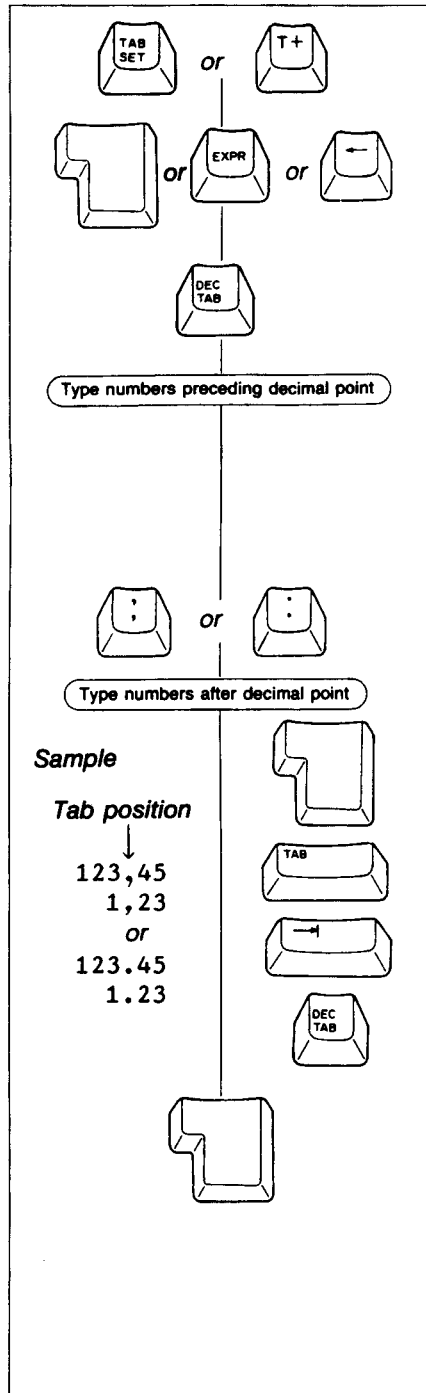 TAB SET or T+
or EXPR or ←
DEC TAB
Type numbers preceding decimal point
; or :
Type numbers after decimal point
Sample
Tab position
↓
TAB
123,45
1,23
→|
or
123.45
1.23
DEC TAB